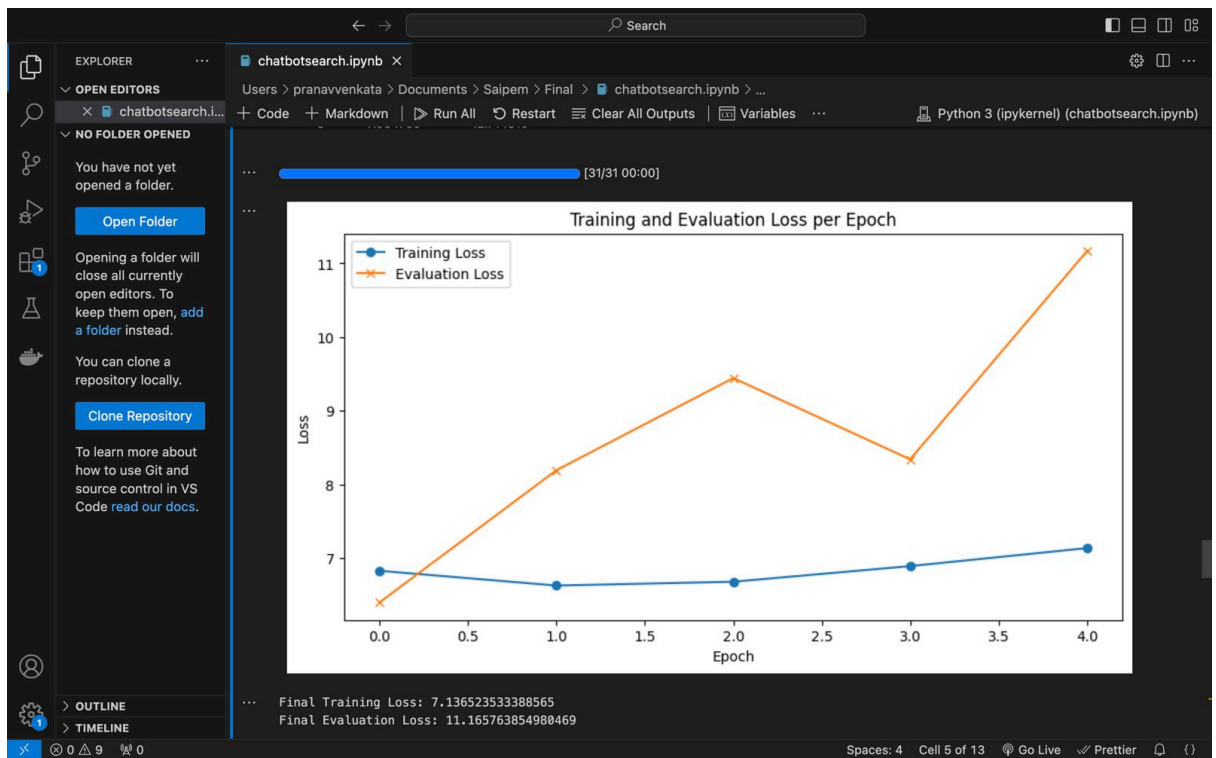 Search
EXPLORER
OPEN EDITORS
chatbotsearch.i...
NO FOLDER OPENED
You have not yet
opened a folder.
Open Folder
Opening a folder will
close all currently
open editors. To
keep them open, add
a folder instead.
You can clone a
repository locally.
Clone Repository
To learn more about
how to use Git and
source control in VS
Code read our docs.
OUTLINE
TIMELINE
1
1
chatbotsearch.ipynb
Users > pranavvenkata > Documents > Saipem > Final > chatbotsearch.ipynb > ...
+ Code + Markdown | Run All Restart Clear All Outputs | Variables ... Python 3 (ipykernel) (chatbotsearch.ipynb)
[31/31 00:00]
Training and Evaluation Loss per Epoch
Training Loss
Evaluation Loss
11
10
9
8
7
Loss
0.0 0.5 1.0 1.5 2.0 2.5 3.0 3.5 4.0
Epoch
Final Training Loss: 7.136523533388565
Final Evaluation Loss: 11.165763854980469
0 9 0 Spaces: 4 Cell 5 of 13 Go Live Prettier {}